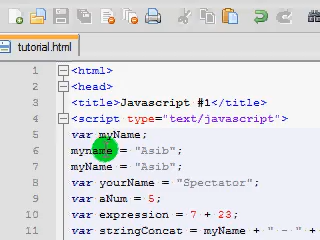 tutorial.html
1 <html>
2 <head>
3 <title>Javascript #1</title>
4 <script type="text/javascript">
5 var myName;
6 myname = "Asib";
7 myName = "Asib";
8 var yourName = "Spectator";
9 var aNum = 5;
10 var expression = 7 + 23;
11 var stringConcat = myName + " - " +